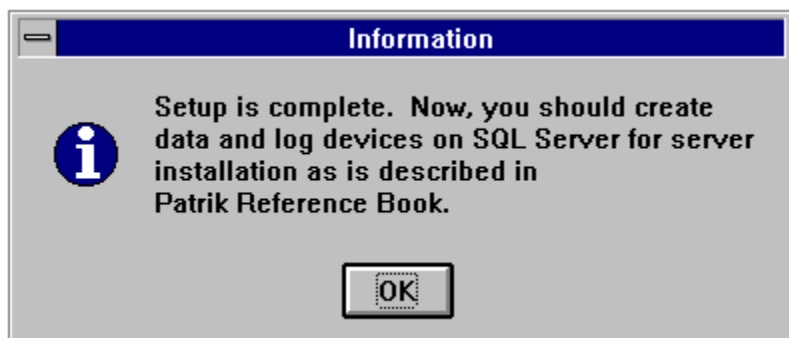 Information
Setup is complete.  Now, you should create
data and log devices on SQL Server for server
installation as is described in
Patrik Reference Book.
OK